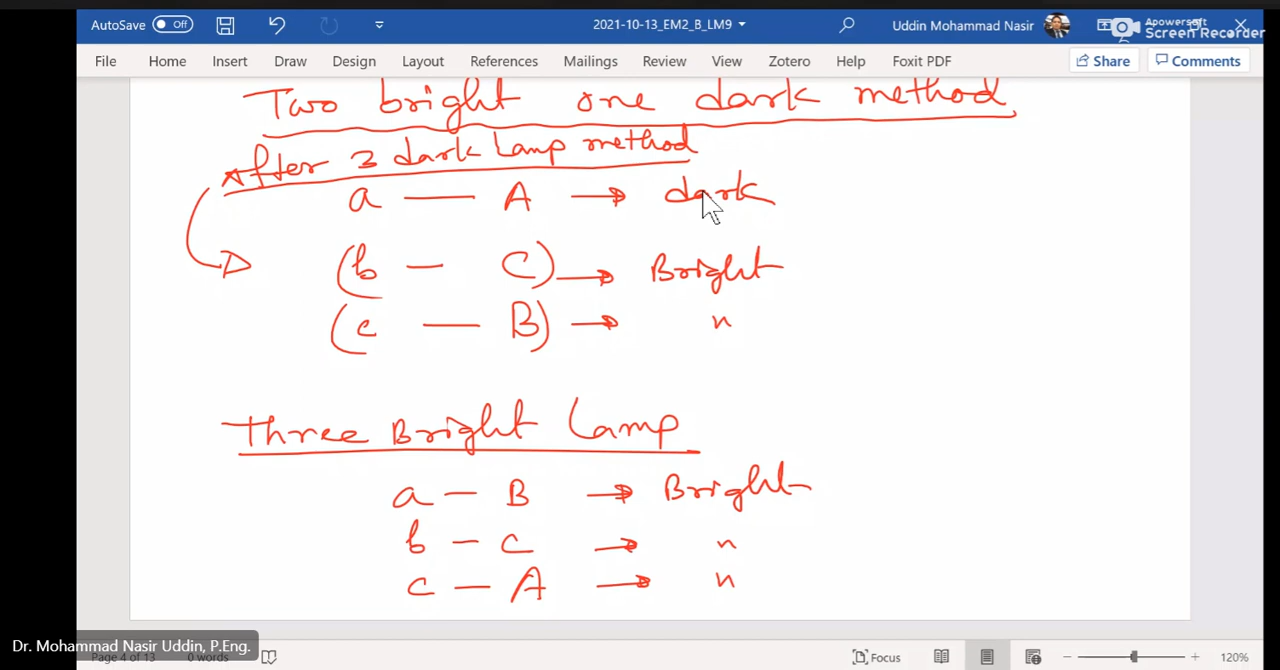 AutoSave Off 2021-10-13_EM2_B_LM9 Uddin Mohammad Nasir
Apowersoft
Screen Recorder
File Home Insert Draw Design Layout References Mailings Review View Zotero Help Foxit PDF Share Comments
Two bright one dark method
After 3 dark Lamp method
a — A → dark
(b — C) → Bright
(c — B) → "
Three Bright Lamp
a — B → Bright
b — C → "
c — A → "
Dr. Mohammad Nasir Uddin, P.Eng.
Page 4 of 13 0 words Focus 120%